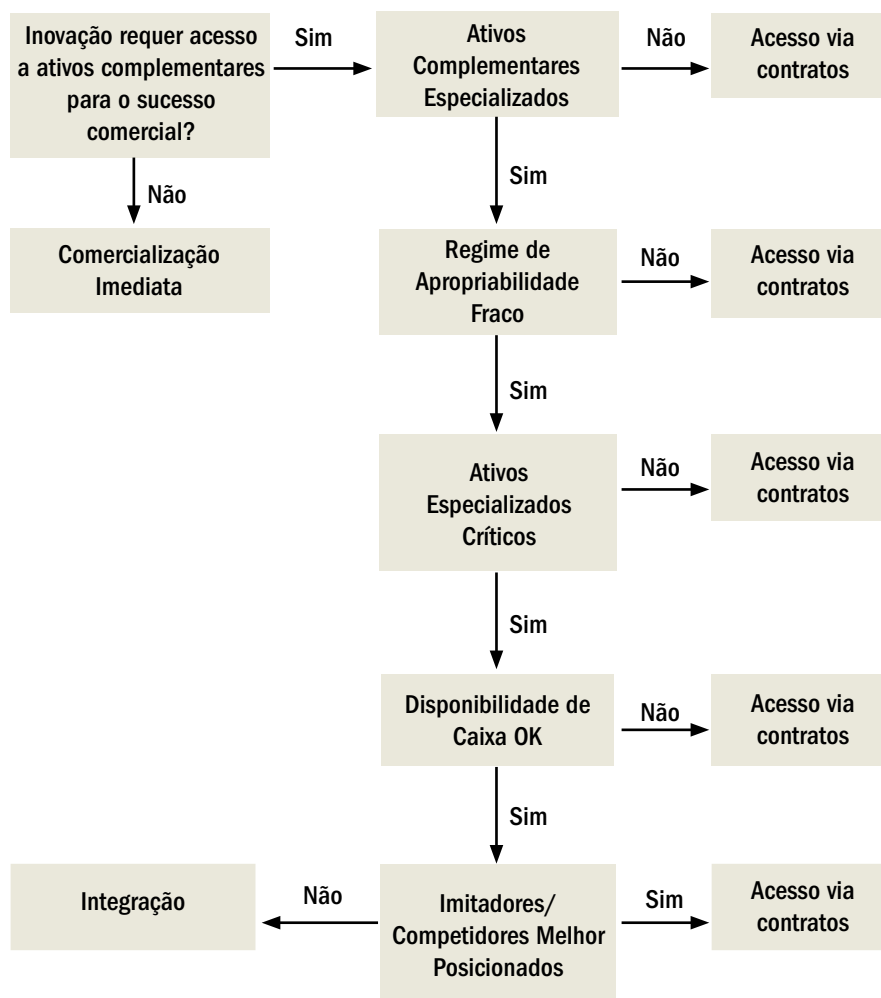 Inovação requer acesso
a ativos complementares
para o sucesso
comercial?
Sim
Ativos
Complementares
Especializados
Não
Acesso via
contratos
Não
Comercialização
Imediata
Sim
Regime de
Apropriabilidade
Fraco
Não
Acesso via
contratos
Sim
Ativos
Especializados
Críticos
Não
Acesso via
contratos
Sim
Disponibilidade de
Caixa OK
Não
Acesso via
contratos
Sim
Integração
Não
Imitadores/
Competidores Melhor
Posicionados
Sim
Acesso via
contratos